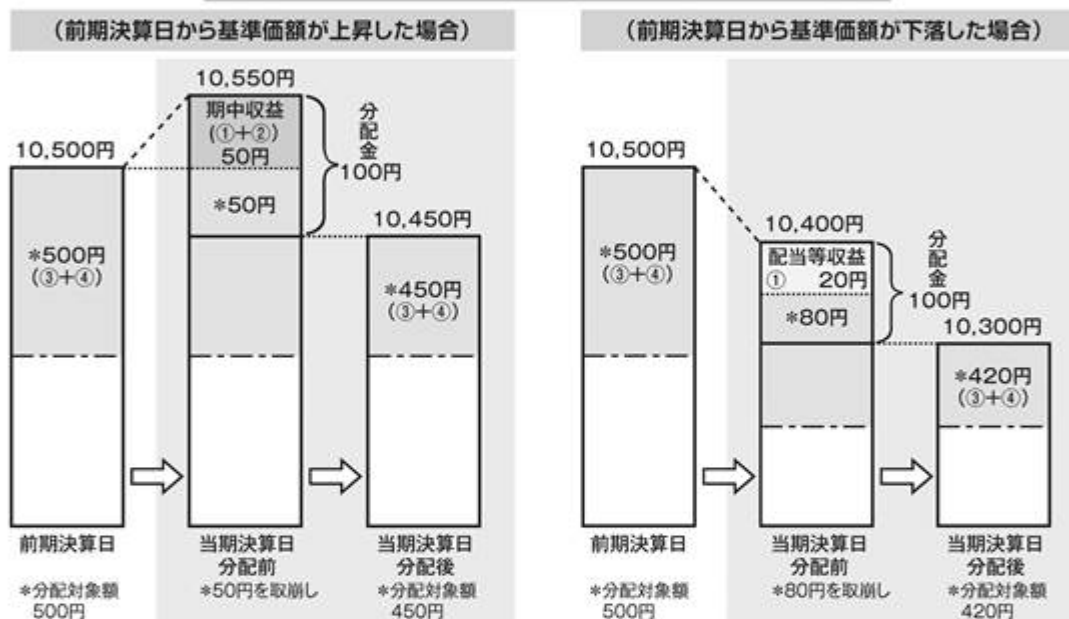 (前期決算日から基準価額が上昇した場合)
10,550円
期中収益
(①+②)
50円
*50円
分配金
100円
10,500円
*500円
(③+④)
10,450円
*450円
(③+④)
前期決算日
当期決算日
分配前
当期決算日
分配後
*分配対象額
500円
*50円を取崩し
*分配対象額
450円
(前期決算日から基準価額が下落した場合)
10,500円
*500円
(③+④)
10,400円
配当等収益
① 20円
*80円
分配金
100円
10,300円
*420円
(③+④)
前期決算日
当期決算日
分配前
当期決算日
分配後
*分配対象額
500円
*80円を取崩し
*分配対象額
420円